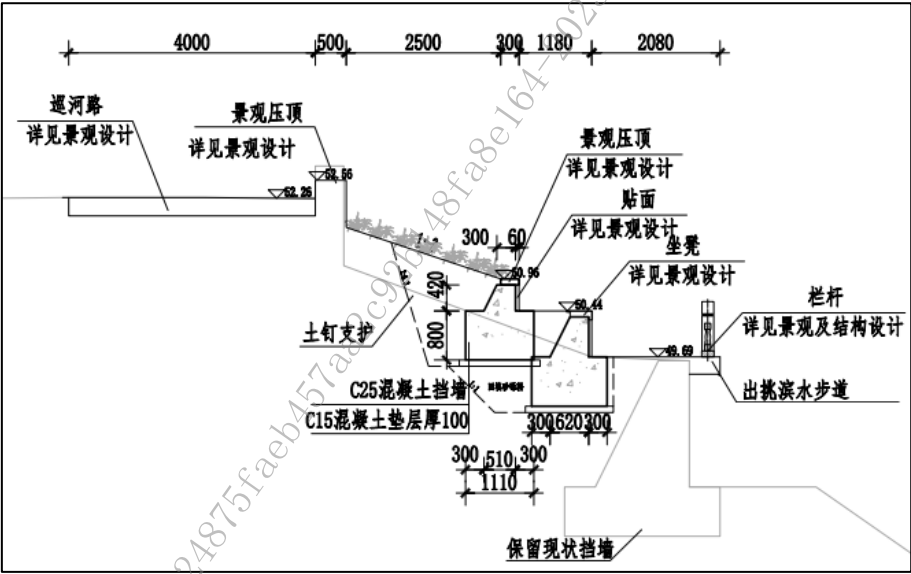 4000 500 2500 300 1180 2080
巡河路
详见景观设计
景观压顶
详见景观设计
景观压顶
详见景观设计
贴面
详见景观设计
坐凳
详见景观设计
栏杆
详见景观及结构设计
52.56
52.26
300 60
50.96
50.44
49.69
420
800
土钉支护
C25混凝土挡墙
C15混凝土垫层厚100
出挑滨水步道
300 1620 300
300 510 300
1110
保留现状挡墙